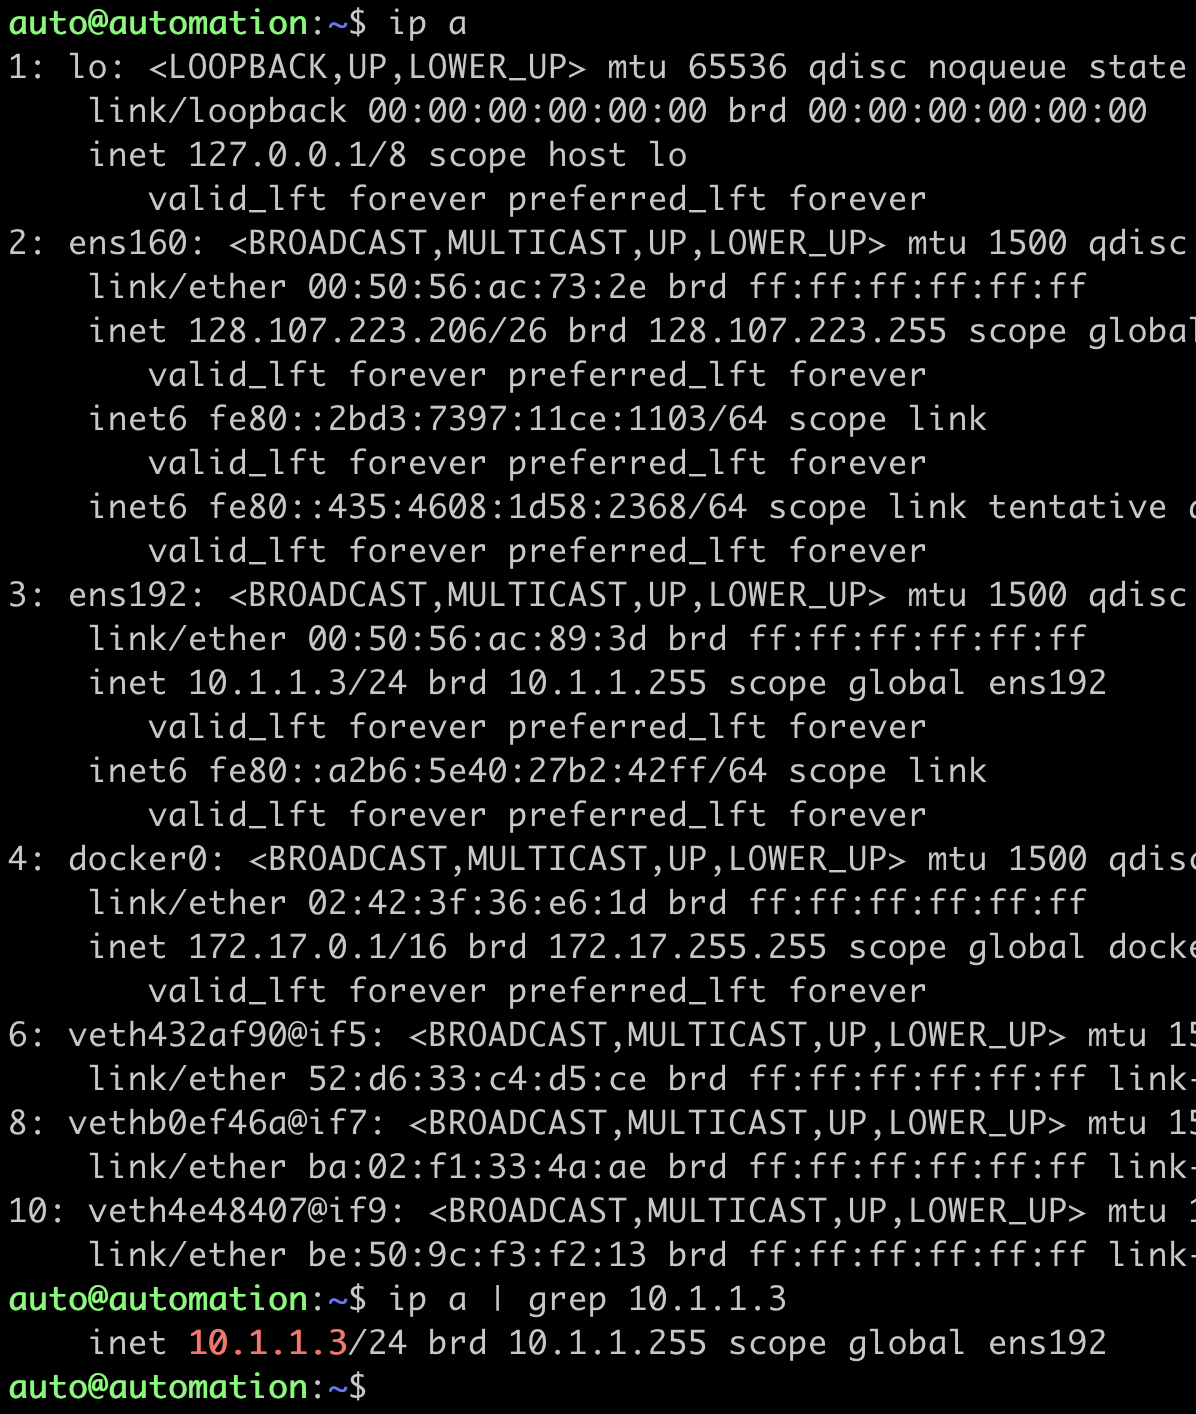 auto@automation:~$ ip a
1: lo: <LOOPBACK,UP,LOWER_UP> mtu 65536 qdisc noqueue state
link/loopback 00:00:00:00:00:00 brd 00:00:00:00:00:00
inet 127.0.0.1/8 scope host lo
valid_lft forever preferred_lft forever
2: ens160: <BROADCAST,MULTICAST,UP,LOWER_UP> mtu 1500 qdisc
link/ether 00:50:56:ac:73:2e brd ff:ff:ff:ff:ff:ff
inet 128.107.223.206/26 brd 128.107.223.255 scope global
valid_lft forever preferred_lft forever
inet6 fe80::2bd3:7397:11ce:1103/64 scope link
valid_lft forever preferred_lft forever
inet6 fe80::435:4608:1d58:2368/64 scope link tentative
valid_lft forever preferred_lft forever
3: ens192: <BROADCAST,MULTICAST,UP,LOWER_UP> mtu 1500 qdisc
link/ether 00:50:56:ac:89:3d brd ff:ff:ff:ff:ff:ff
inet 10.1.1.3/24 brd 10.1.1.255 scope global ens192
valid_lft forever preferred_lft forever
inet6 fe80::a2b6:5e40:27b2:42ff/64 scope link
valid_lft forever preferred_lft forever
4: docker0: <BROADCAST,MULTICAST,UP,LOWER_UP> mtu 1500 qdisc
link/ether 02:42:3f:36:e6:1d brd ff:ff:ff:ff:ff:ff
inet 172.17.0.1/16 brd 172.17.255.255 scope global docke
valid_lft forever preferred_lft forever
6: veth432af90@if5: <BROADCAST,MULTICAST,UP,LOWER_UP> mtu 15
link/ether 52:d6:33:c4:d5:ce brd ff:ff:ff:ff:ff:ff link-
8: vethb0ef46a@if7: <BROADCAST,MULTICAST,UP,LOWER_UP> mtu 15
link/ether ba:02:f1:33:4a:ae brd ff:ff:ff:ff:ff:ff link-
10: veth4e48407@if9: <BROADCAST,MULTICAST,UP,LOWER_UP> mtu 1
link/ether be:50:9c:f3:f2:13 brd ff:ff:ff:ff:ff:ff link-
auto@automation:~$ ip a | grep 10.1.1.3
inet 10.1.1.3/24 brd 10.1.1.255 scope global ens192
auto@automation:~$